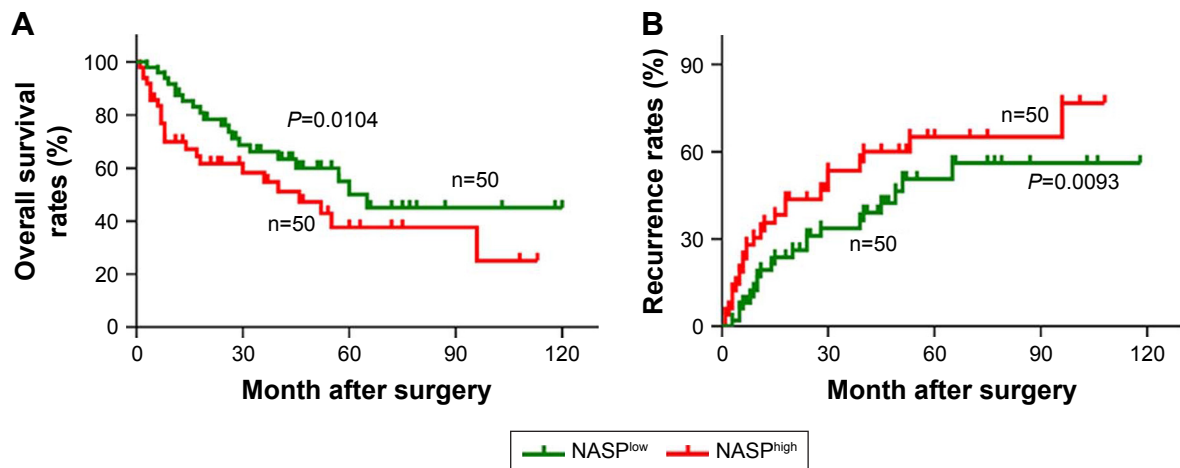 A
Overall survival
rates (%)
100
80
60
40
20
0
P=0.0104
n=50
n=50
0 30 60 90 120
Month after surgery
B
Recurrence rates (%)
90
60
30
0
n=50
P=0.0093
n=50
0 30 60 90 120
Month after surgery
NASPlow NASPhigh